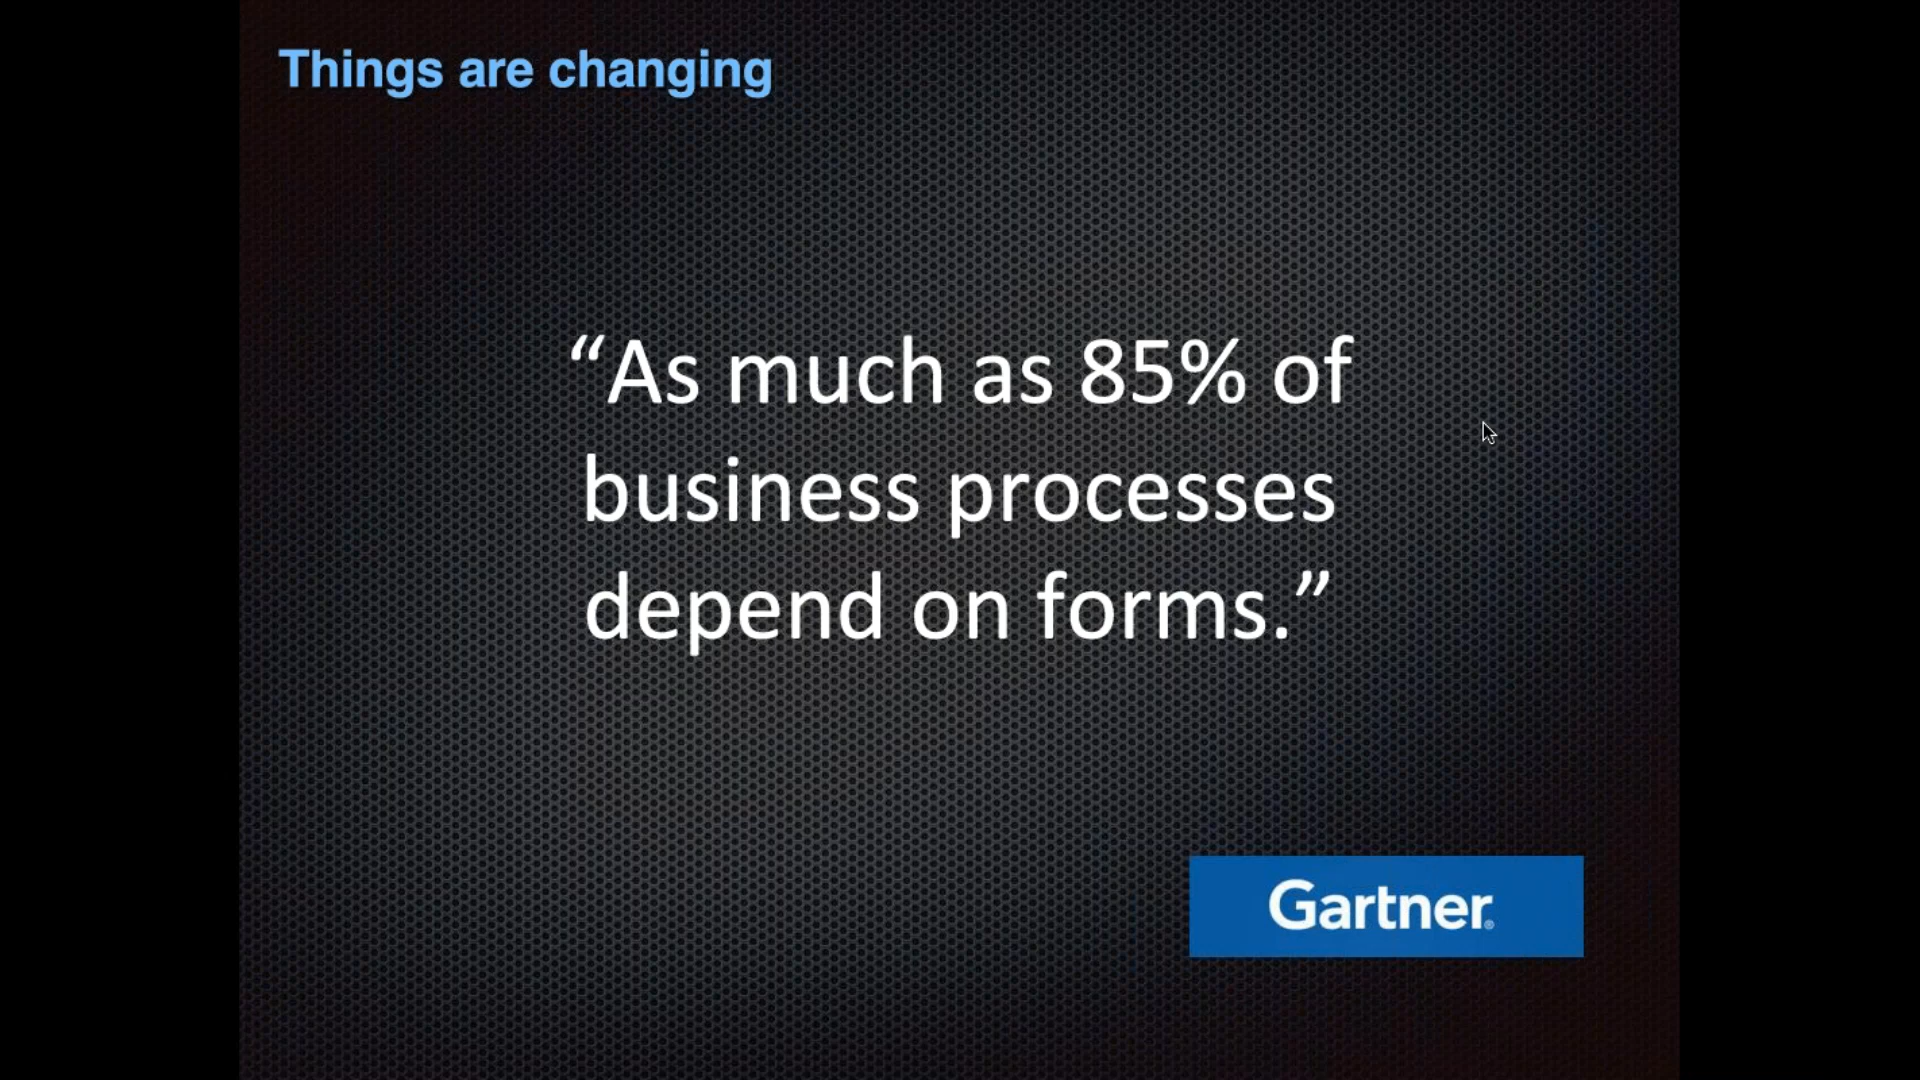 Things are changing
“As much as 85% of
business processes
depend on forms.”
Gartner®